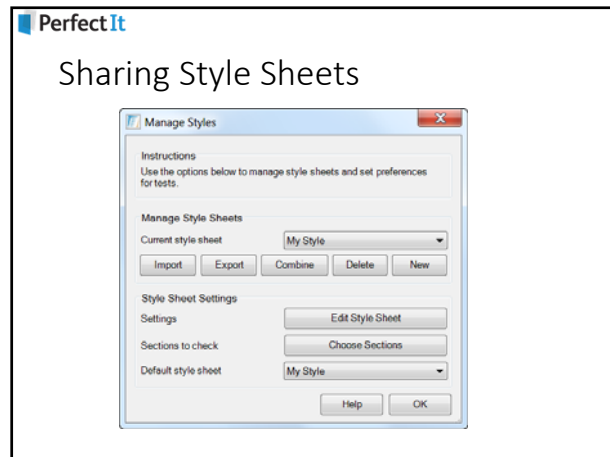 PerfectIt
Sharing Style Sheets
Manage Styles
Instructions
Use the options below to manage style sheets and set preferences
for tests.
Manage Style Sheets
Current style sheet My Style
Import Export Combine Delete New
Style Sheet Settings
Settings Edit Style Sheet
Sections to check Choose Sections
Default style sheet My Style
Help OK